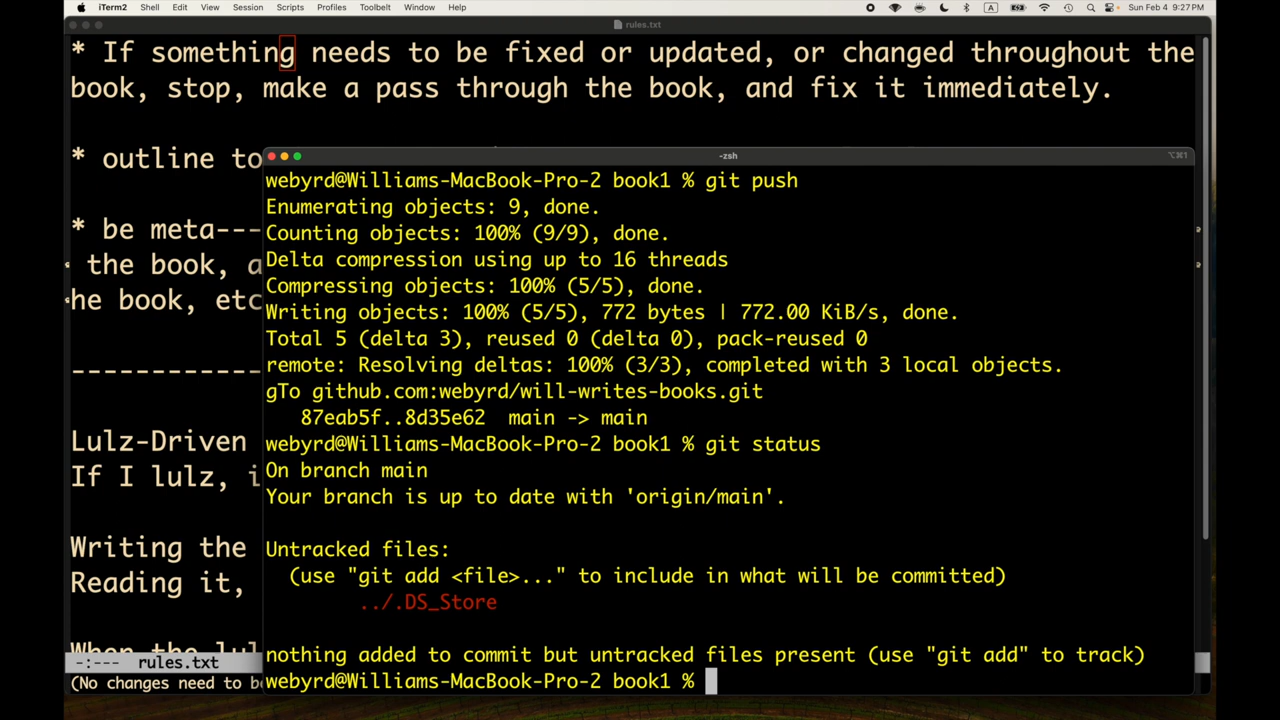 iTerm2 Shell Edit View Session Scripts Profiles Toolbelt Window Help A Sun Feb 4 9:27 PM
rules.txt
* If something needs to be fixed or updated, or changed throughout the
book, stop, make a pass through the book, and fix it immediately.
* outline to
* be meta---
the book, a
he book, etc
------------
Lulz-Driven
If I lulz, i
Writing the
Reading it,
When the lul
-:--- rules.txt
(No changes need to be
-zsh ⌥⌘1
webyrd@Williams-MacBook-Pro-2 book1 % git push
Enumerating objects: 9, done.
Counting objects: 100% (9/9), done.
Delta compression using up to 16 threads
Compressing objects: 100% (5/5), done.
Writing objects: 100% (5/5), 772 bytes | 772.00 KiB/s, done.
Total 5 (delta 3), reused 0 (delta 0), pack-reused 0
remote: Resolving deltas: 100% (3/3), completed with 3 local objects.
gTo github.com:webyrd/will-writes-books.git
87eab5f..8d35e62 main -> main
webyrd@Williams-MacBook-Pro-2 book1 % git status
On branch main
Your branch is up to date with 'origin/main'.
Untracked files:
(use "git add <file>..." to include in what will be committed)
../.DS_Store
nothing added to commit but untracked files present (use "git add" to track)
webyrd@Williams-MacBook-Pro-2 book1 %